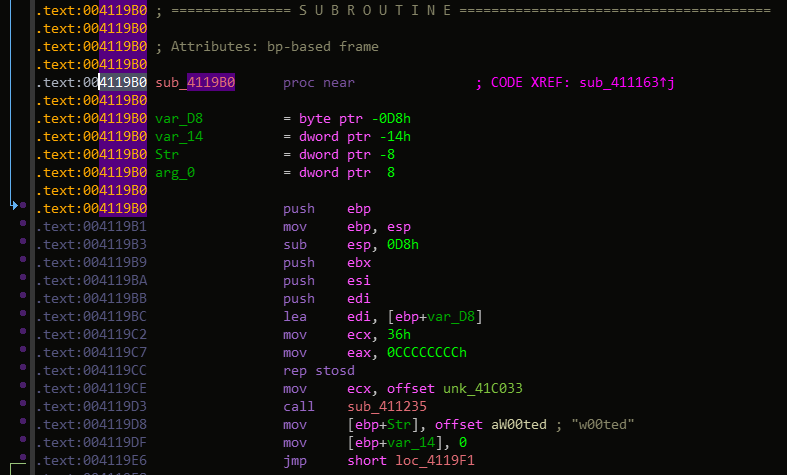 .text:004119B0 ; =============== S U B R O U T I N E =======================================
.text:004119B0
.text:004119B0 ; Attributes: bp-based frame
.text:004119B0
.text:004119B0 sub_4119B0 proc near ; CODE XREF: sub_411163↑j
.text:004119B0
.text:004119B0 var_D8 = byte ptr -0D8h
.text:004119B0 var_14 = dword ptr -14h
.text:004119B0 Str = dword ptr -8
.text:004119B0 arg_0 = dword ptr 8
.text:004119B0
.text:004119B0 push ebp
.text:004119B1 mov ebp, esp
.text:004119B3 sub esp, 0D8h
.text:004119B9 push ebx
.text:004119BA push esi
.text:004119BB push edi
.text:004119BC lea edi, [ebp+var_D8]
.text:004119C2 mov ecx, 36h
.text:004119C7 mov eax, 0CCCCCCCCh
.text:004119CC rep stosd
.text:004119CE mov ecx, offset unk_41C033
.text:004119D3 call sub_411235
.text:004119D8 mov [ebp+Str], offset aW00ted ; "w00ted"
.text:004119DF mov [ebp+var_14], 0
.text:004119E6 jmp short loc_4119F1